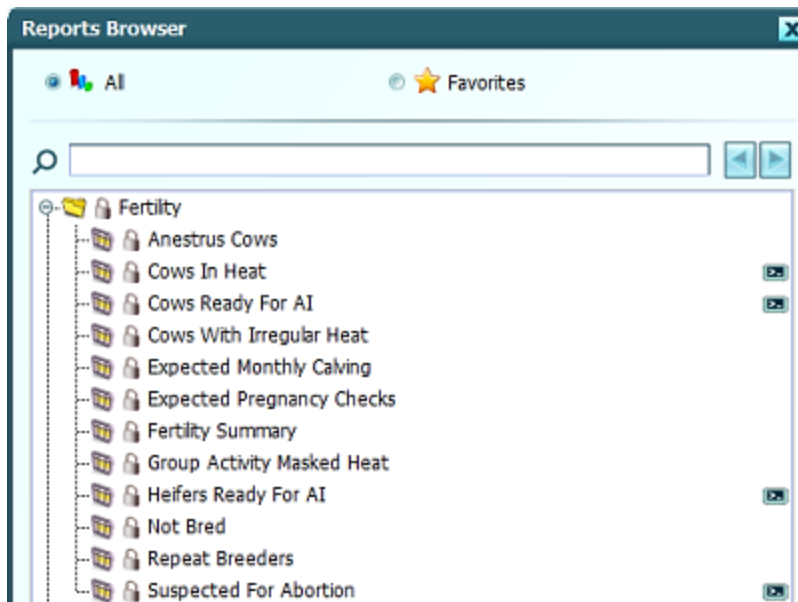 Reports Browser
All
Favorites
Fertility
Anestrus Cows
Cows In Heat
Cows Ready For AI
Cows With Irregular Heat
Expected Monthly Calving
Expected Pregnancy Checks
Fertility Summary
Group Activity Masked Heat
Heifers Ready For AI
Not Bred
Repeat Breeders
Suspected For Abortion